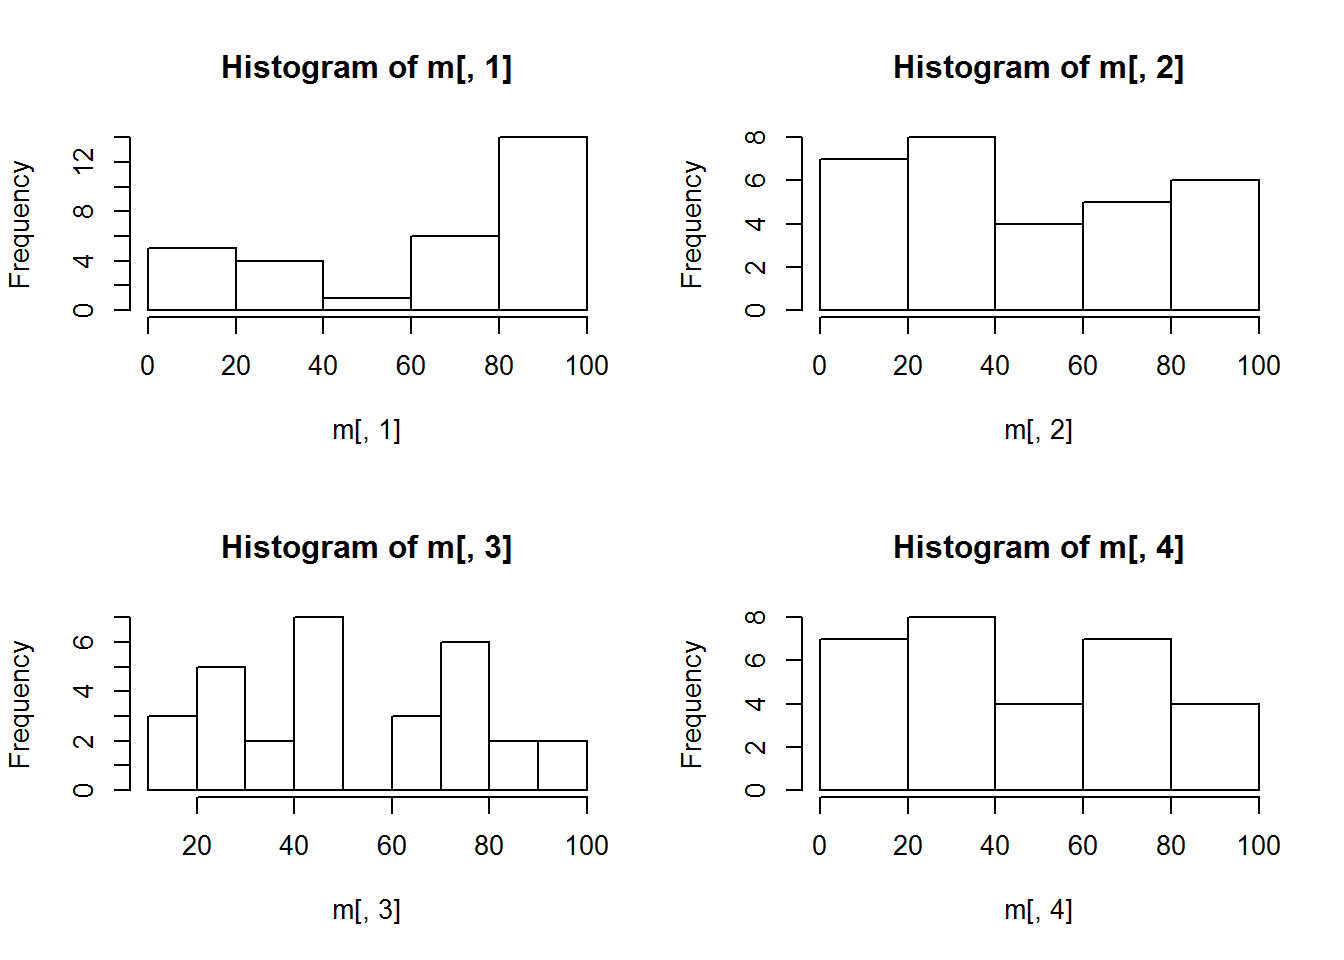 Histogram of m[, 1]
Frequency
0 4 8 12
0 20 40 60 80 100
m[, 1]
Histogram of m[, 2]
Frequency
0 2 4 6 8
0 20 40 60 80 100
m[, 2]
Histogram of m[, 3]
Frequency
0 2 4 6
20 40 60 80 100
m[, 3]
Histogram of m[, 4]
Frequency
0 2 4 6 8
0 20 40 60 80 100
m[, 4]